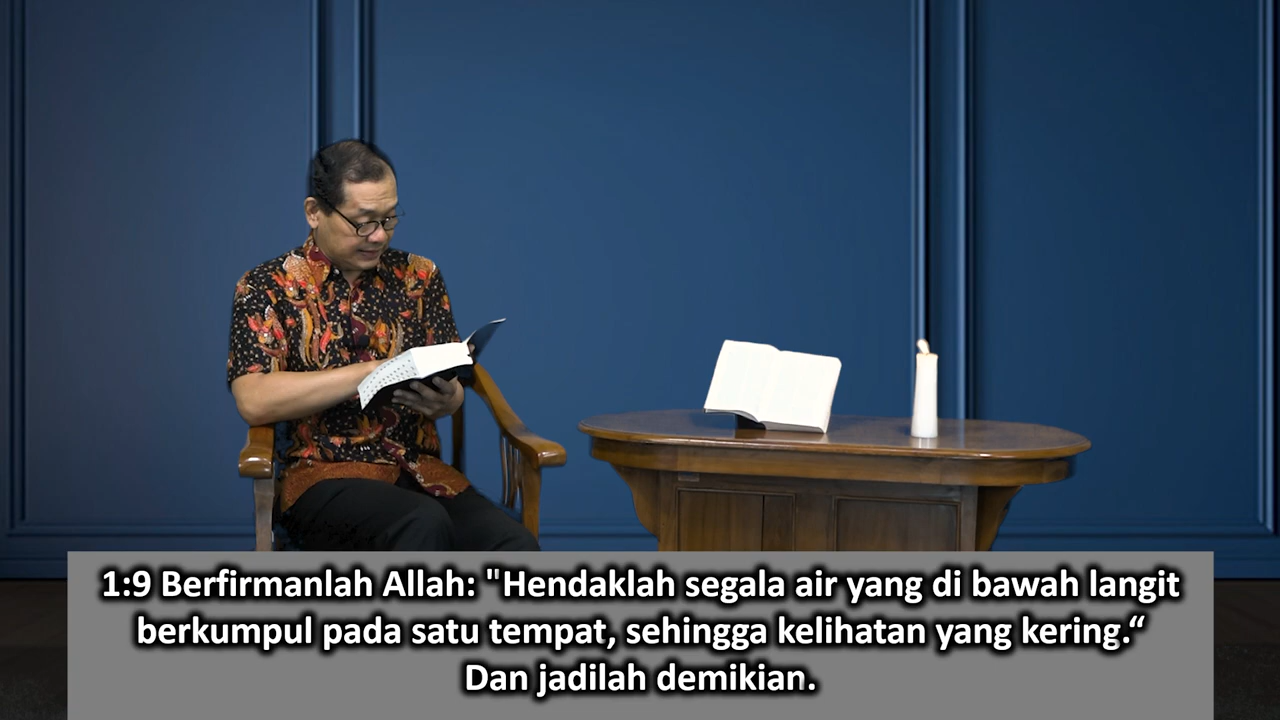 1:9 Berfirmanlah Allah: "Hendaklah segala air yang di bawah langit
berkumpul pada satu tempat, sehingga kelihatan yang kering.“
Dan jadilah demikian.